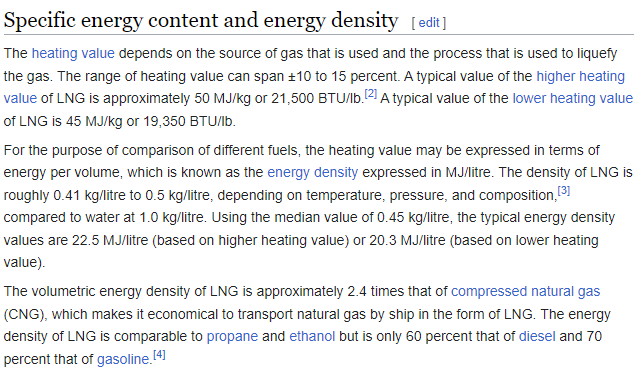 Specific energy content and energy density [ edit ]
The heating value depends on the source of gas that is used and the process that is used to liquefy
the gas. The range of heating value can span ±10 to 15 percent. A typical value of the higher heating
value of LNG is approximately 50 MJ/kg or 21,500 BTU/lb.[2] A typical value of the lower heating value
of LNG is 45 MJ/kg or 19,350 BTU/lb.
For the purpose of comparison of different fuels, the heating value may be expressed in terms of
energy per volume, which is known as the energy density expressed in MJ/litre. The density of LNG is
roughly 0.41 kg/litre to 0.5 kg/litre, depending on temperature, pressure, and composition,[3]
compared to water at 1.0 kg/litre. Using the median value of 0.45 kg/litre, the typical energy density
values are 22.5 MJ/litre (based on higher heating value) or 20.3 MJ/litre (based on lower heating
value).
The volumetric energy density of LNG is approximately 2.4 times that of compressed natural gas
(CNG), which makes it economical to transport natural gas by ship in the form of LNG. The energy
density of LNG is comparable to propane and ethanol but is only 60 percent that of diesel and 70
percent that of gasoline.[4]